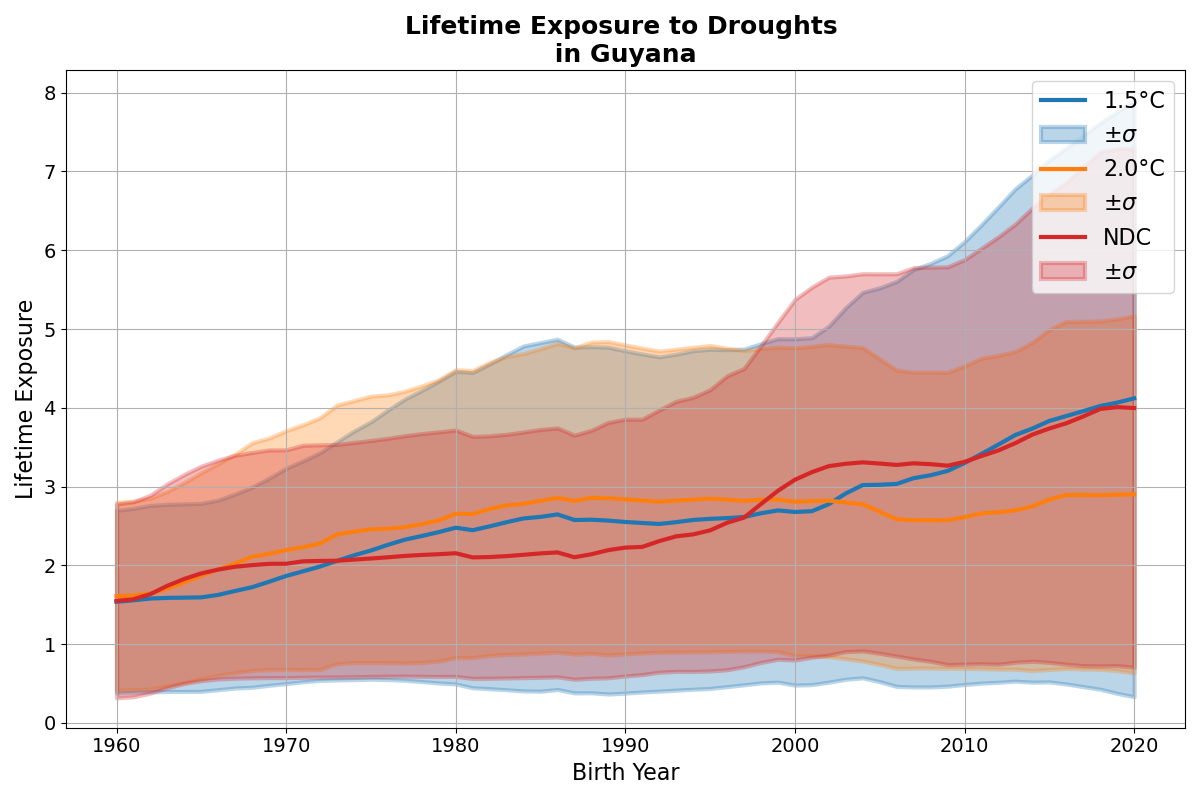 Lifetime Exposure to Droughts
in Guyana
Lifetime Exposure
8
7
6
5
4
3
2
1
0
1960 1970 1980 1990 2000 2010 2020
Birth Year
1.5°C
±σ
2.0°C
±σ
NDC
±σ